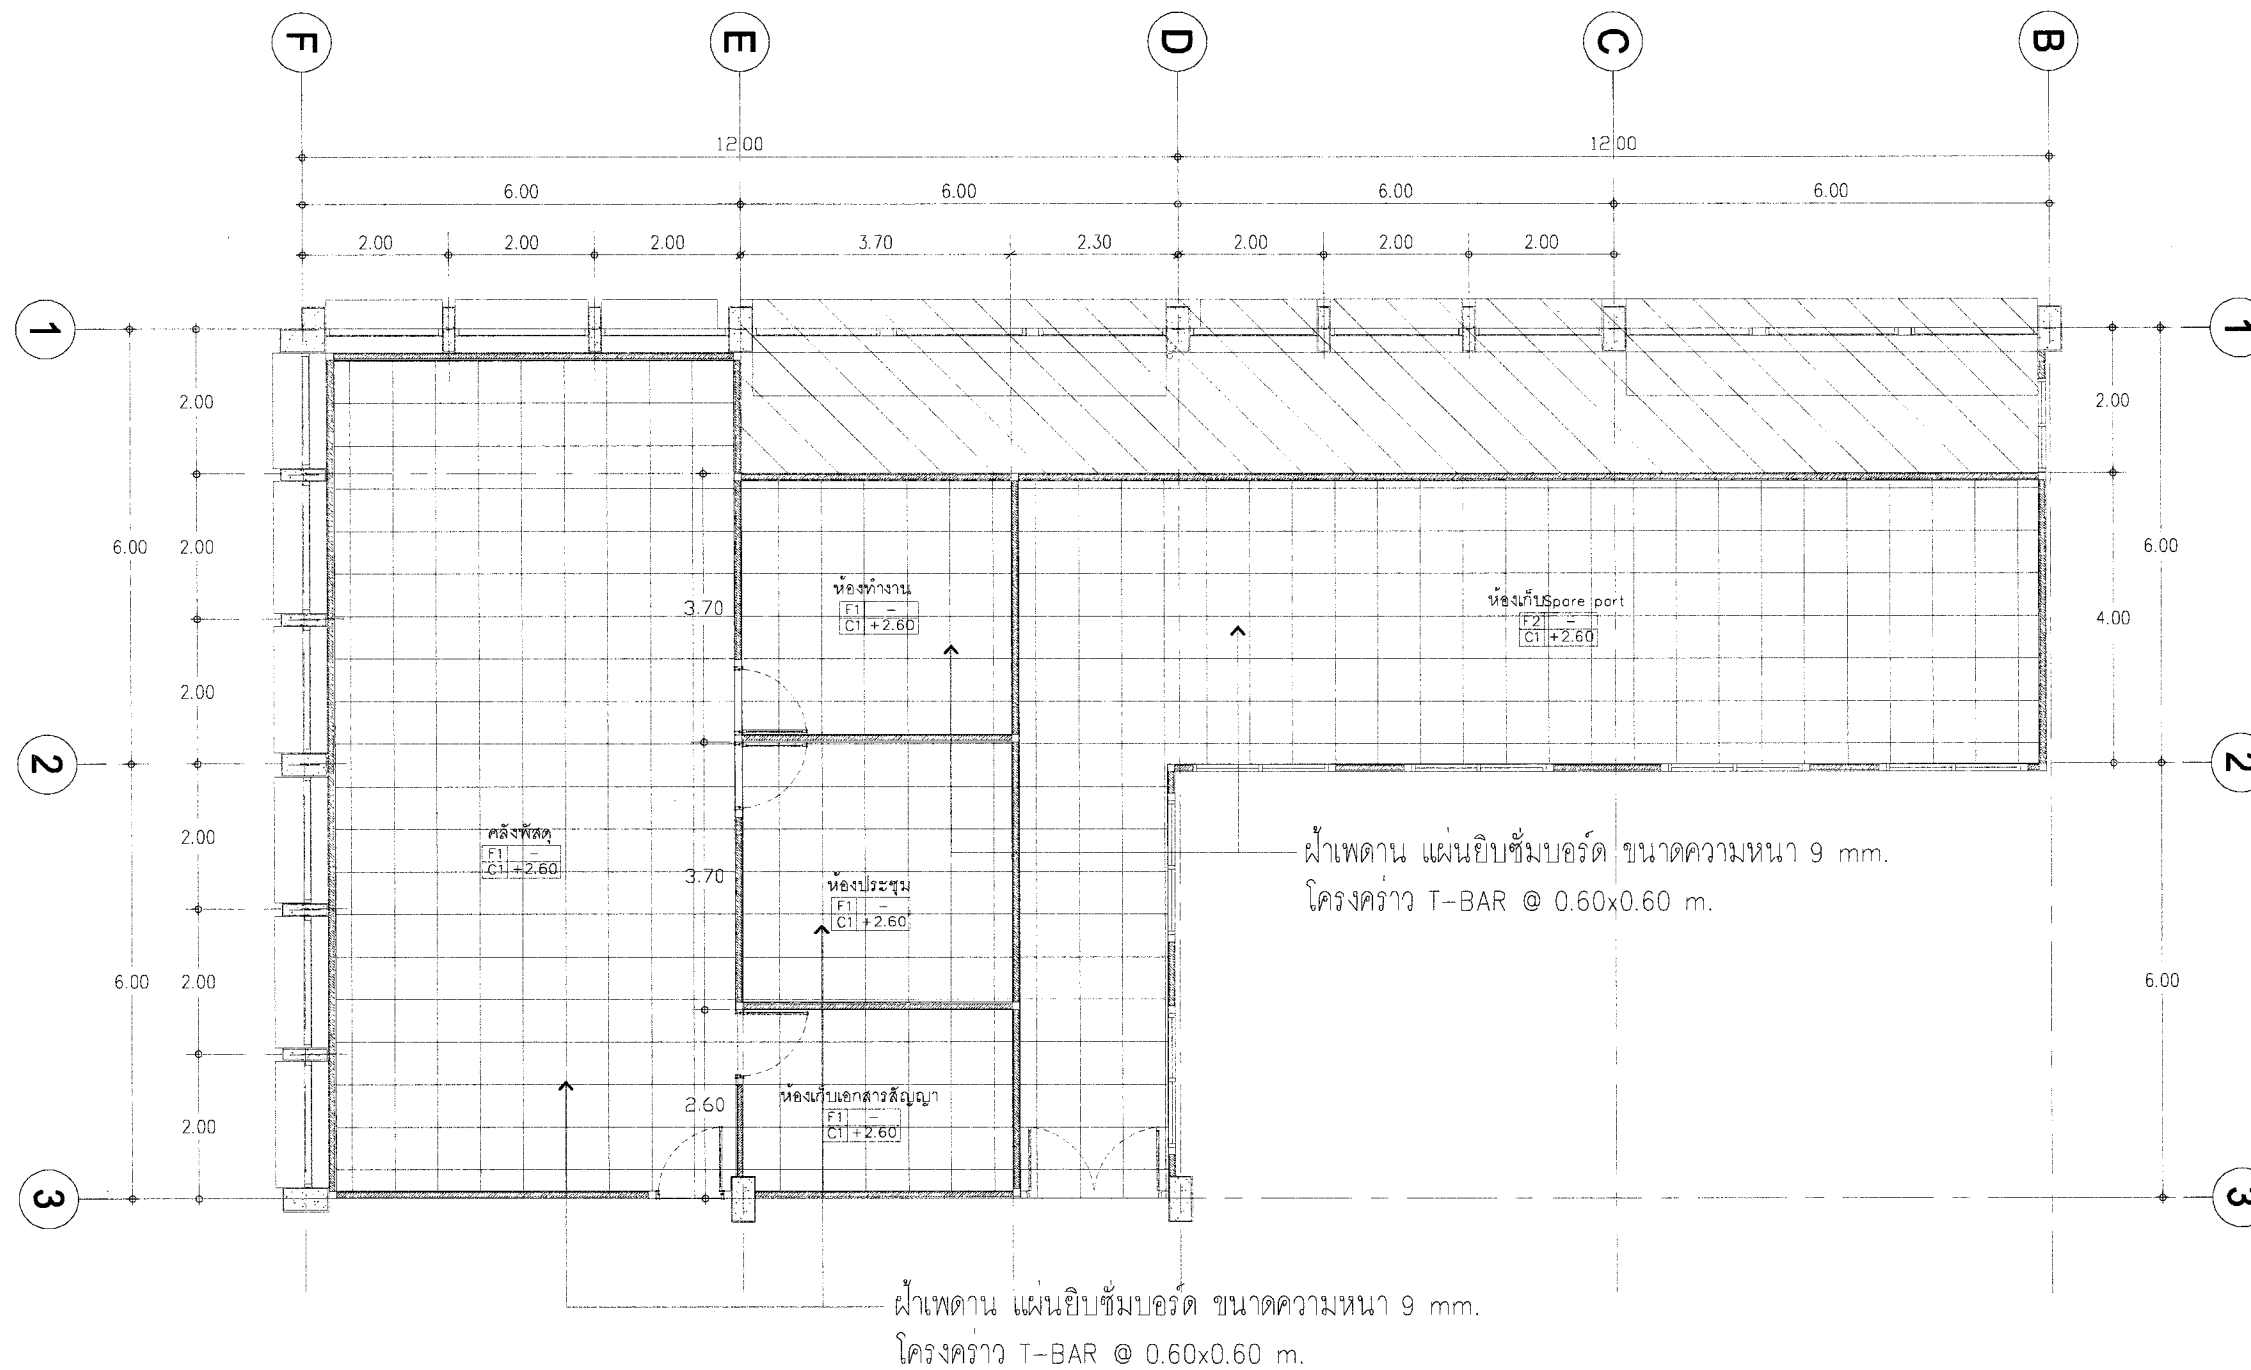 F E D C B
12.00 12.00
6.00 6.00 6.00 6.00
2.00 2.00 2.00 3.70 2.30 2.00 2.00 2.00
1 1
2.00 2.00
6.00 2.00 6.00
3.70 4.00
ห้องทำงาน
F1 -
C1 +2.60
ห้องเก็บSpare part
F2 -
C1 +2.60
2.00
2 2
2.00
คลังพัสดุ
F1 -
C1 +2.60
3.70
ห้องประชุม
F1 -
C1 +2.60
ฝ้าเพดาน แผ่นยิบซั่มบอร์ด ขนาดความหนา 9 mm.
โครงคร่าว T-BAR @ 0.60x0.60 m.
6.00 2.00 6.00
2.60
ห้องเก็บเอกสารสัญญา
F1 -
C1 +2.60
2.00
3 3
ฝ้าเพดาน แผ่นยิบซั่มบอร์ด ขนาดความหนา 9 mm.
โครงคร่าว T-BAR @ 0.60x0.60 m.